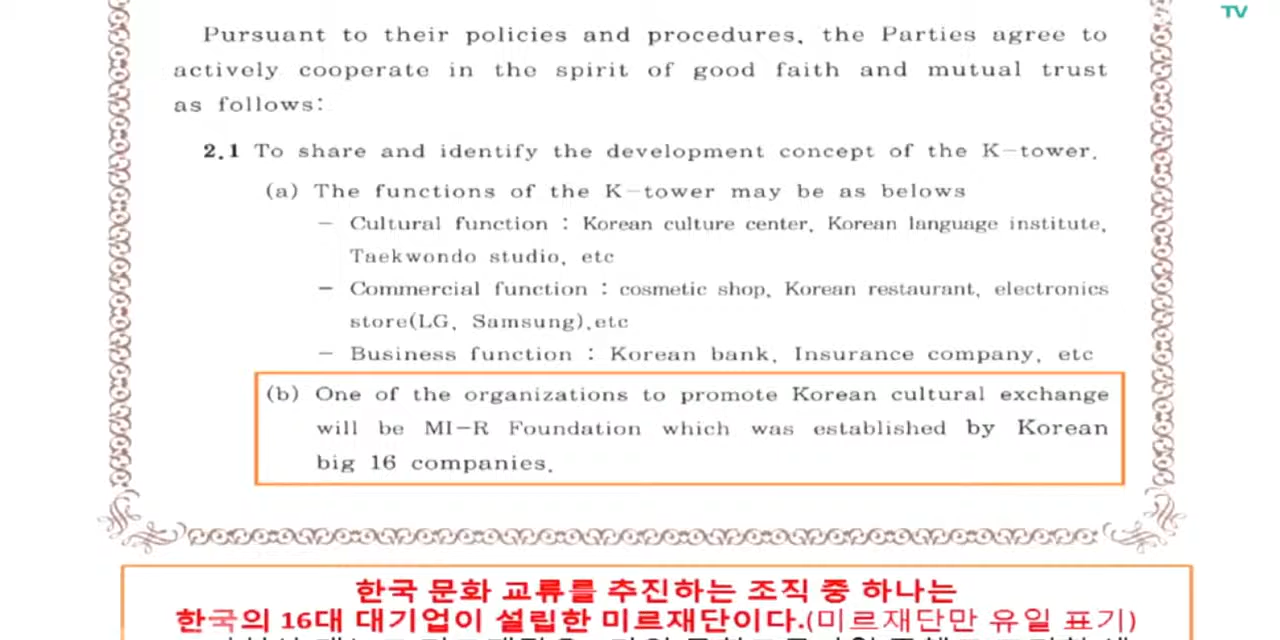 TV
Pursuant to their policies and procedures, the Parties agree to
actively cooperate in the spirit of good faith and mutual trust
as follows:
2.1 To share and identify the development concept of the K-tower.
(a) The functions of the K-tower may be as belows
- Cultural function : Korean culture center, Korean language institute,
Taekwondo studio, etc
- Commercial function : cosmetic shop, Korean restaurant, electronics
store(LG, Samsung),etc
- Business function : Korean bank, Insurance company, etc
(b) One of the organizations to promote Korean cultural exchange
will be MI-R Foundation which was established by Korean
big 16 companies.
한국 문화 교류를 추진하는 조직 중 하나는
한국의 16대 대기업이 설립한 미르재단이다.(미르재단만 유일 표기)